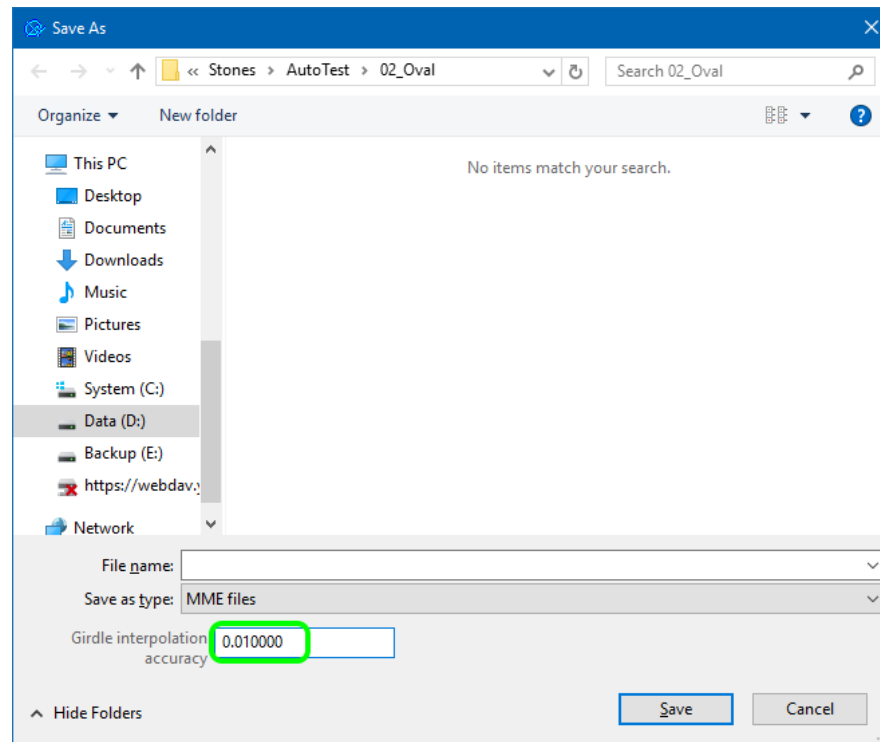 Save As
« Stones > AutoTest > 02_Oval
Search 02_Oval
Organize
New folder
This PC
Desktop
Documents
Downloads
Music
Pictures
Videos
System (C:)
Data (D:)
Backup (E:)
https://webdav.y
Network
No items match your search.
File name:
Save as type: MME files
Girdle interpolation
accuracy
0.010000
Hide Folders
Save
Cancel